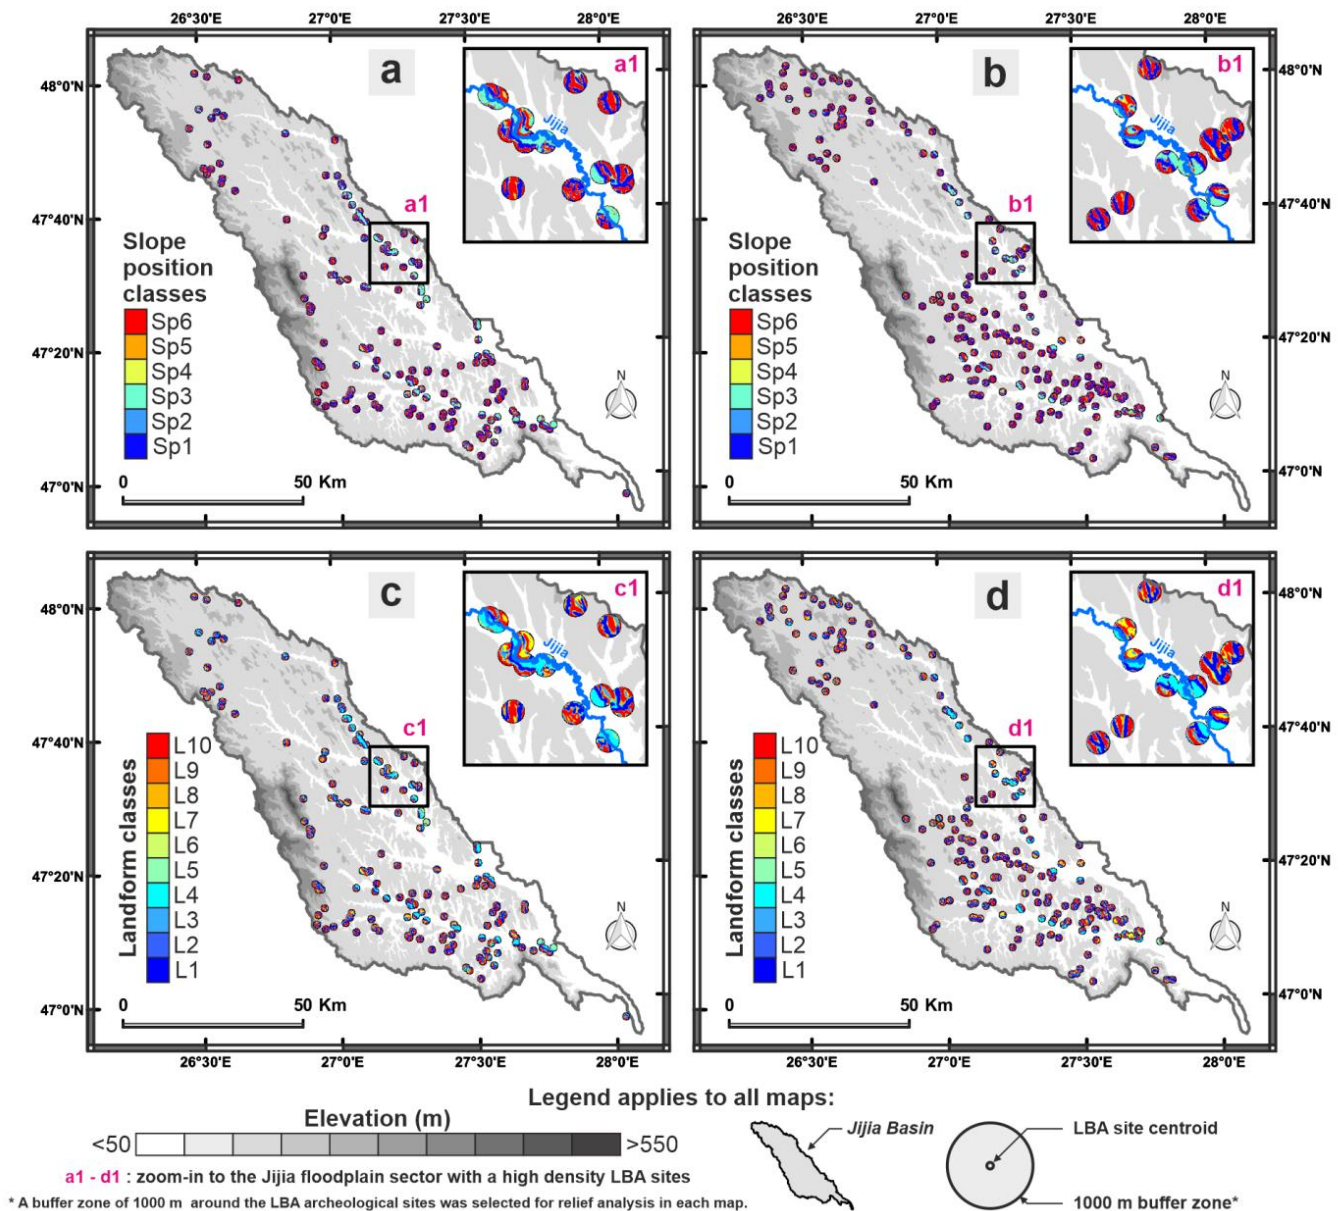 26°30'E 27°0'E 27°30'E 28°0'E 26°30'E 27°0'E 27°30'E 28°0'E
a
a1
Jijia
48°0'N
47°40'N
47°20'N
47°0'N
a1
Slope
position
classes
Sp6
Sp5
Sp4
Sp3
Sp2
Sp1
N
0 50 Km
b
b1
Jijia
48°0'N
47°40'N
47°20'N
47°0'N
b1
Slope
position
classes
Sp6
Sp5
Sp4
Sp3
Sp2
Sp1
N
0 50 Km
c
c1
Jijia
48°0'N
47°40'N
47°20'N
47°0'N
c1
Landform classes
L10
L9
L8
L7
L6
L5
L4
L3
L2
L1
N
0 50 Km
d
d1
Jijia
48°0'N
47°40'N
47°20'N
47°0'N
d1
Landform classes
L10
L9
L8
L7
L6
L5
L4
L3
L2
L1
N
0 50 Km
26°30'E 27°0'E 27°30'E 28°0'E 26°30'E 27°0'E 27°30'E 28°0'E
Legend applies to all maps:
Elevation (m)
<50 >550
a1 - d1 : zoom-in to the Jijia floodplain sector with a high density LBA sites
* A buffer zone of 1000 m around the LBA archeological sites was selected for relief analysis in each map.
Jijia Basin
LBA site centroid
1000 m buffer zone*